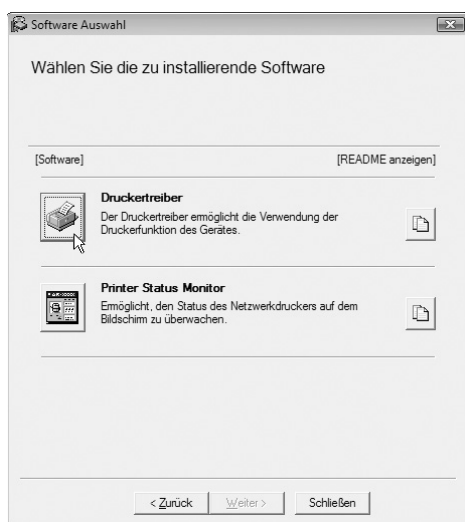 Software Auswahl
Wählen Sie die zu installierende Software
[Software] [README anzeigen]
Druckertreiber
Der Druckertreiber ermöglicht die Verwendung der
Druckerfunktion des Gerätes.
Printer Status Monitor
Ermöglicht, den Status des Netzwerkdruckers auf dem
Bildschirm zu überwachen.
< Zurück Weiter > Schließen